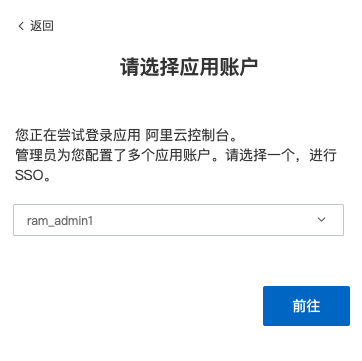 返回
请选择应用账户
您正在尝试登录应用 阿里云控制台。
管理员为您配置了多个应用账户。请选择一个，进行
SSO。
ram_admin1
前往